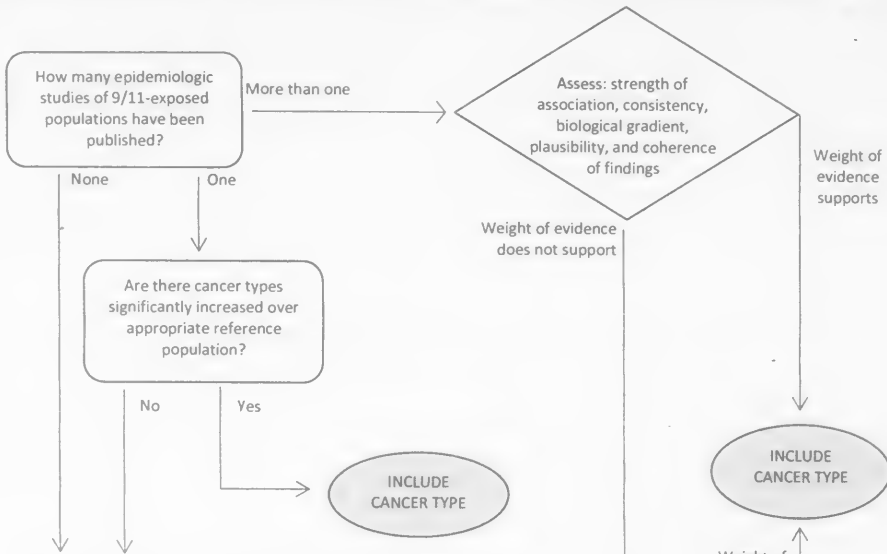 How many epidemiologic
studies of 9/11-exposed
populations have been
published?
More than one
Assess: strength of
association, consistency,
biological gradient,
plausibility, and coherence
of findings
Weight of
evidence
supports
None
One
Weight of evidence
does not support
Are there cancer types
significantly increased over
appropriate reference
population?
No
Yes
INCLUDE
CANCER TYPE
INCLUDE
CANCER TYPE
Weight of